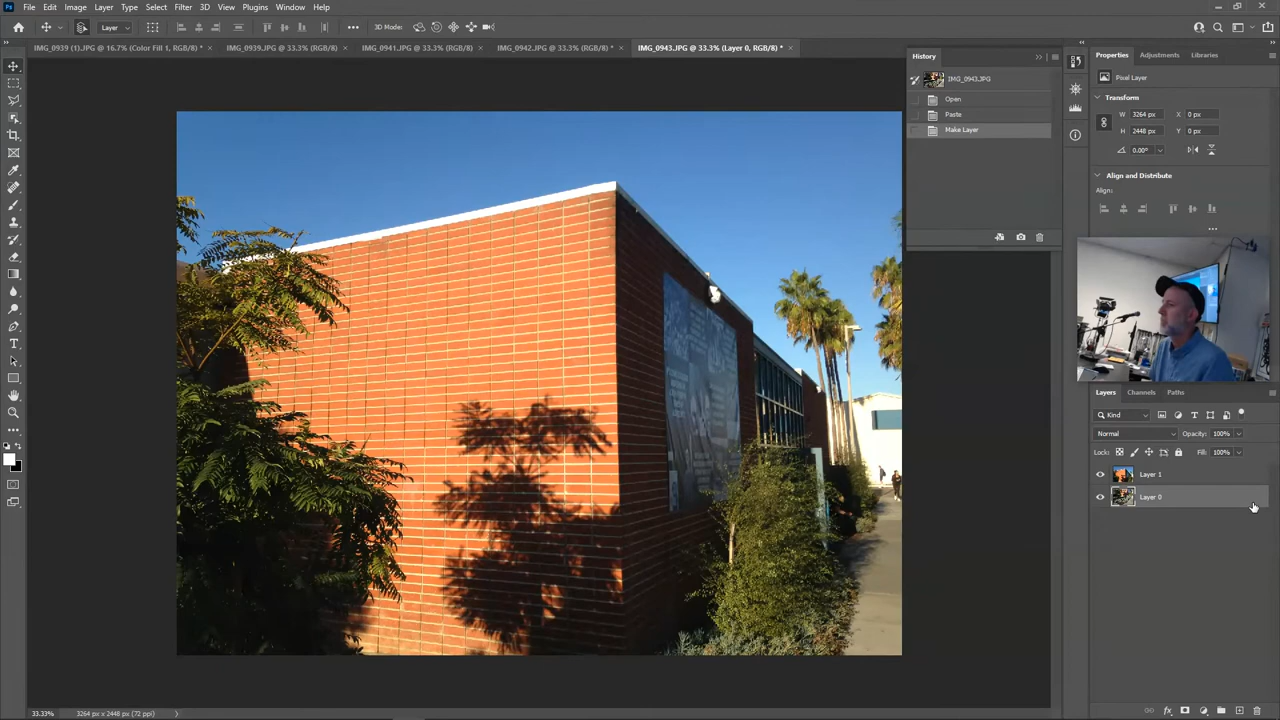 Ps File Edit Image Layer Type Select Filter 3D View Plugins Window Help
Layer 3D Mode:
IMG_0939 (1).JPG @ 16.7% (Color Fill 1, RGB/8) * × IMG_0939.JPG @ 33.3% (RGB/8) × IMG_0941.JPG @ 33.3% (RGB/8) × IMG_0942.JPG @ 33.3% (RGB/8) * × IMG_0943.JPG @ 33.3% (Layer 0, RGB/8) * ×
History
IMG_0943.JPG
Open
Paste
Make Layer
Properties Adjustments Libraries
Pixel Layer
Transform
W 3264 px X 0 px
H 2448 px Y 0 px
0.00°
Align and Distribute
Align:
Layers Channels Paths
Kind
Normal Opacity: 100%
Lock: Fill: 100%
Layer 1
Layer 0
33.33% 3264 px x 2448 px (72 ppi)